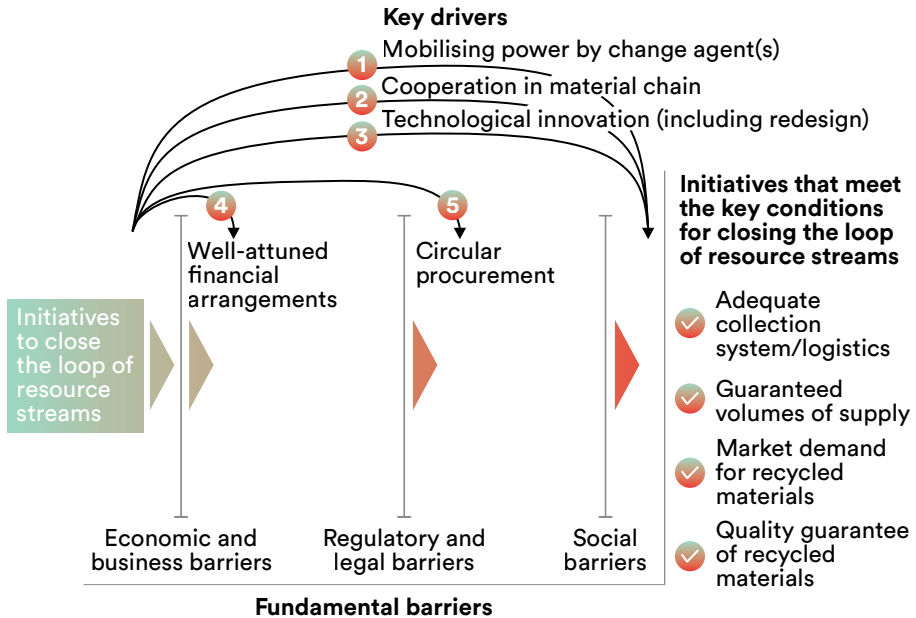 Key drivers
1 Mobilising power by change agent(s)
2 Cooperation in material chain
3 Technological innovation (including redesign)
4
Well-attuned
financial
arrangements
5
Circular
procurement
Initiatives
to close
the loop of
resource
streams
Economic and
business barriers
Regulatory and
legal barriers
Social
barriers
Fundamental barriers
Initiatives that meet
the key conditions
for closing the loop
of resource streams
Adequate
collection
system/logistics
Guaranteed
volumes of supply
Market demand
for recycled
materials
Quality guarantee
of recycled
materials